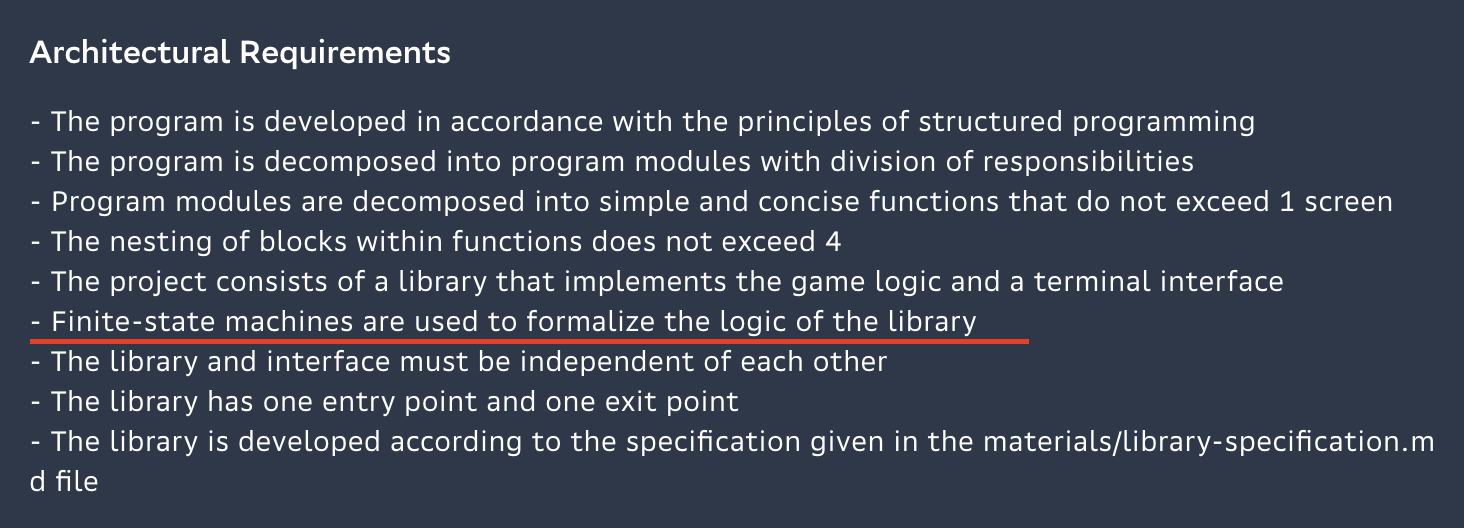 Architectural Requirements
- The program is developed in accordance with the principles of structured programming
- The program is decomposed into program modules with division of responsibilities
- Program modules are decomposed into simple and concise functions that do not exceed 1 screen
- The nesting of blocks within functions does not exceed 4
- The project consists of a library that implements the game logic and a terminal interface
- Finite-state machines are used to formalize the logic of the library
- The library and interface must be independent of each other
- The library has one entry point and one exit point
- The library is developed according to the specification given in the materials/library-specification.m
d file